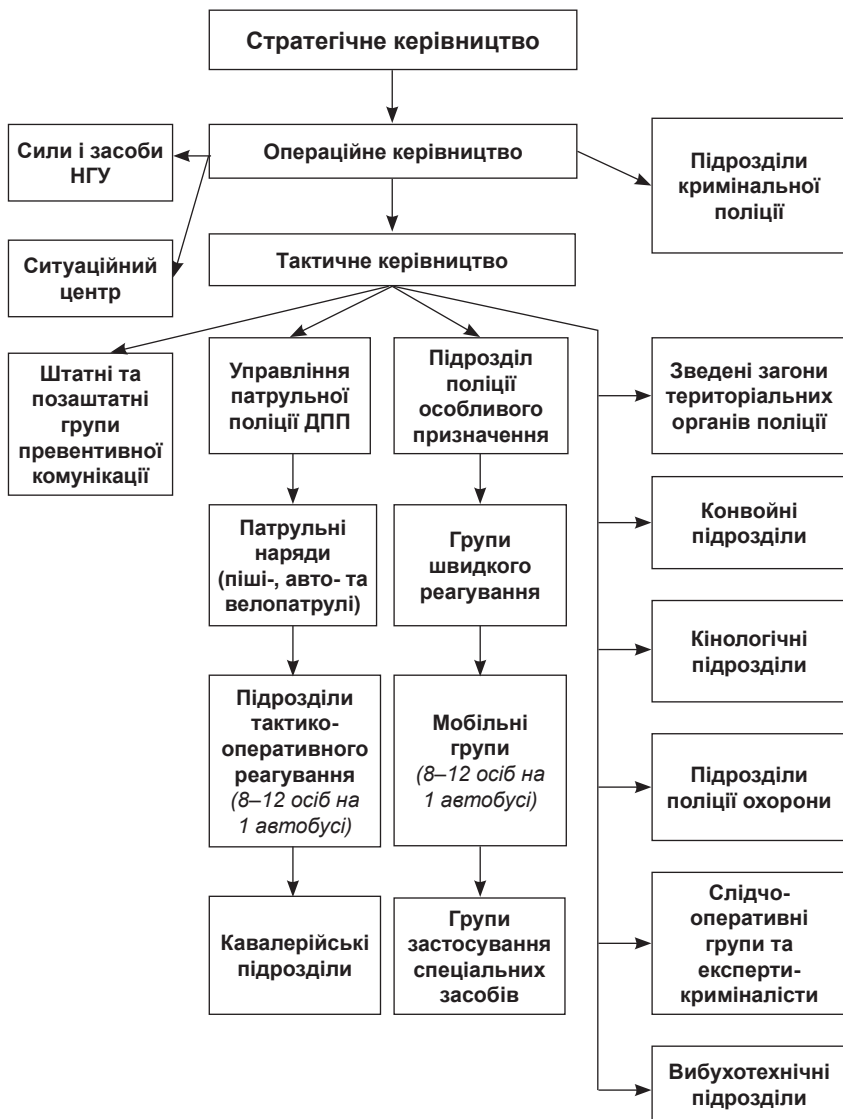 Стратегічне керівництво
Сили і засоби
НГУ
Операційне керівництво
Підрозділи
кримінальної
поліції
Ситуаційний
центр
Тактичне керівництво
Штатні та
позаштатні
групи
превентивної
комунікації
Управління
патрульної
поліції ДПП
Підрозділ
поліції
особливого
призначення
Зведені загони
територіальних
органів поліції
Патрульні
наряди
(піші-, авто- та
велопатрулі)
Групи
швидкого
реагування
Конвойні
підрозділи
Кінологічні
підрозділи
Підрозділи
тактико-
оперативного
реагування
(8–12 осіб на
1 автобусі)
Мобільні
групи
(8–12 осіб на
1 автобусі)
Підрозділи
поліції охорони
Кавалерійські
підрозділи
Групи
застосування
спеціальних
засобів
Слідчо-
оперативні
групи та
експерти-
криміналісти
Вибухотехнічні
підрозділи